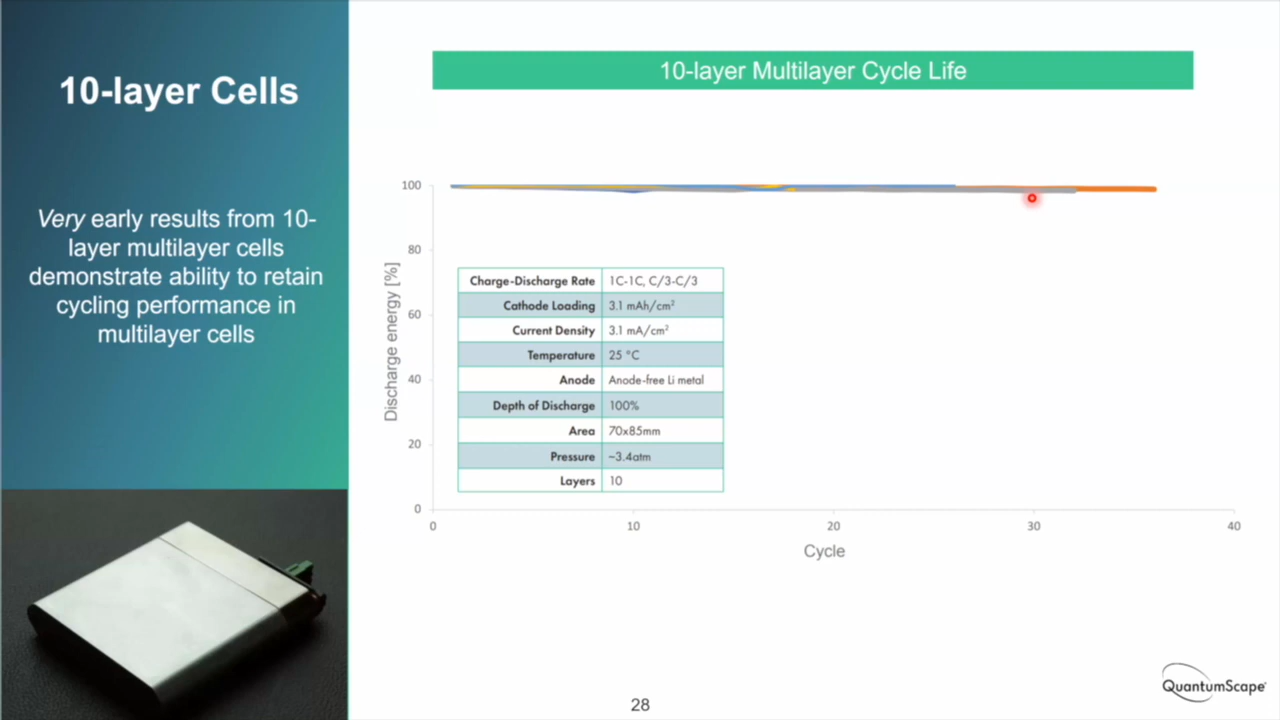 10-layer Cells
Very early results from 10-
layer multilayer cells
demonstrate ability to retain
cycling performance in
multilayer cells
10-layer Multilayer Cycle Life
100
80
60
40
20
0
Discharge energy [%]
Charge-Discharge Rate 1C-1C, C/3-C/3
Cathode Loading 3.1 mAh/cm²
Current Density 3.1 mA/cm²
Temperature 25 °C
Anode Anode-free Li metal
Depth of Discharge 100%
Area 70x85mm
Pressure ~3.4atm
Layers 10
0 10 20 30 40
Cycle
28
QuantumScape